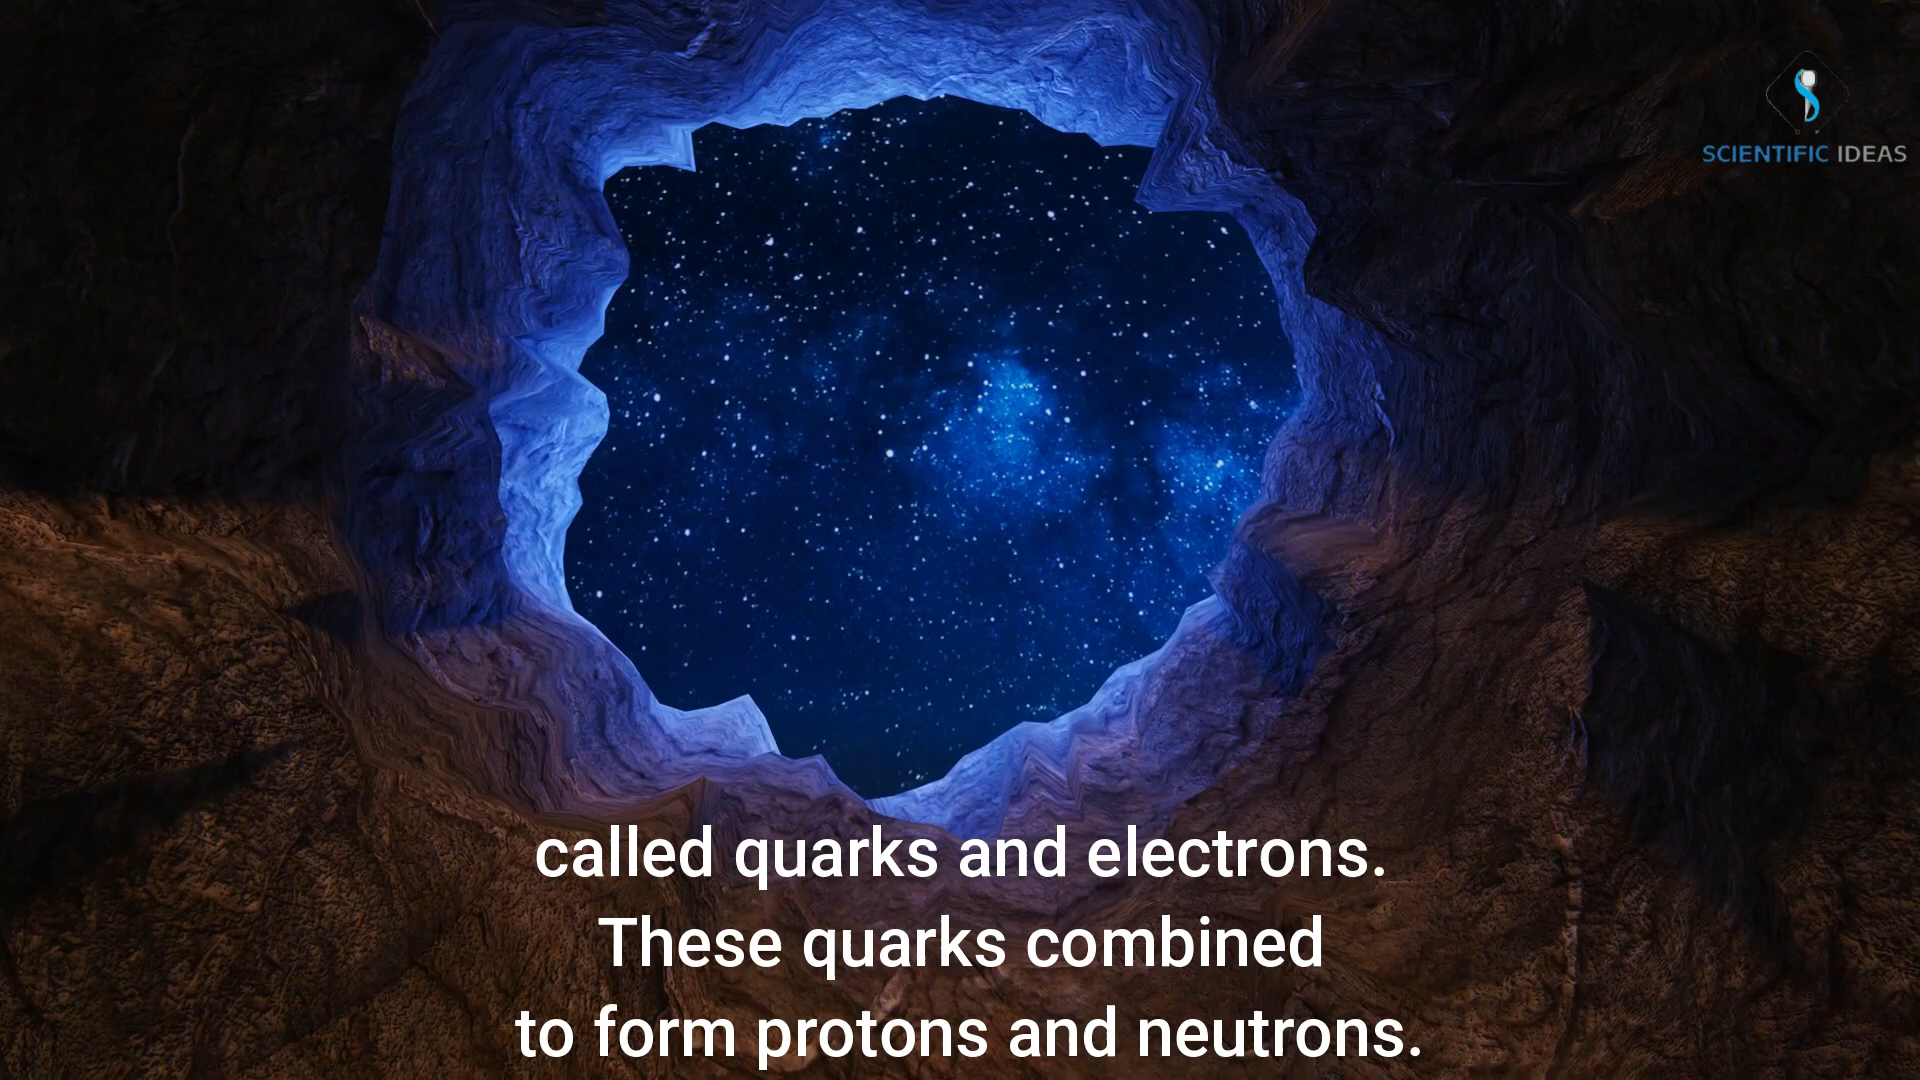 SCIENTIFIC IDEAS
called quarks and electrons.
These quarks combined
to form protons and neutrons.